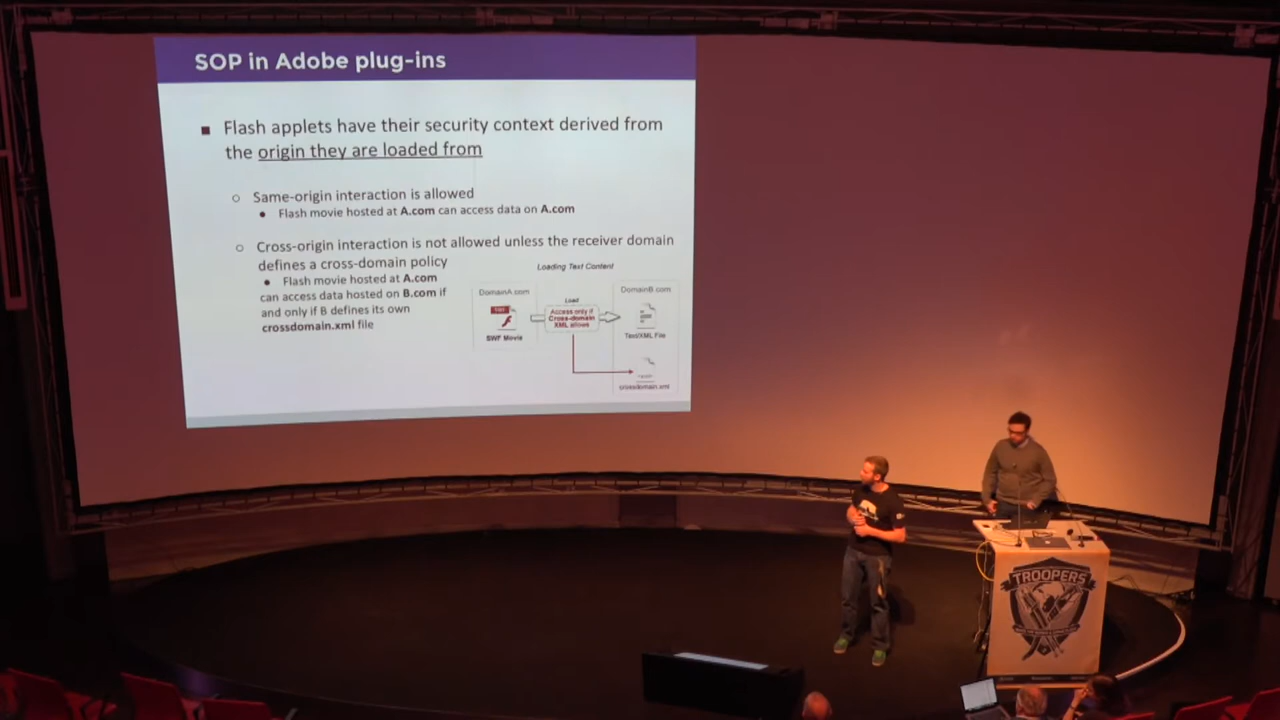 SOP in Adobe plug-ins
Flash applets have their security context derived from
the origin they are loaded from
Same-origin interaction is allowed
Flash movie hosted at A.com can access data on A.com
Cross-origin interaction is not allowed unless the receiver domain
defines a cross-domain policy
Flash movie hosted at A.com
can access data hosted on B.com if
and only if B defines its own
crossdomain.xml file
Loading Text Content
DomainA.com
DomainB.com
Load
Access only if
Cross-domain
XML allows
SWF Movie
Text/XML File
crossdomain.xml
TROOPERS